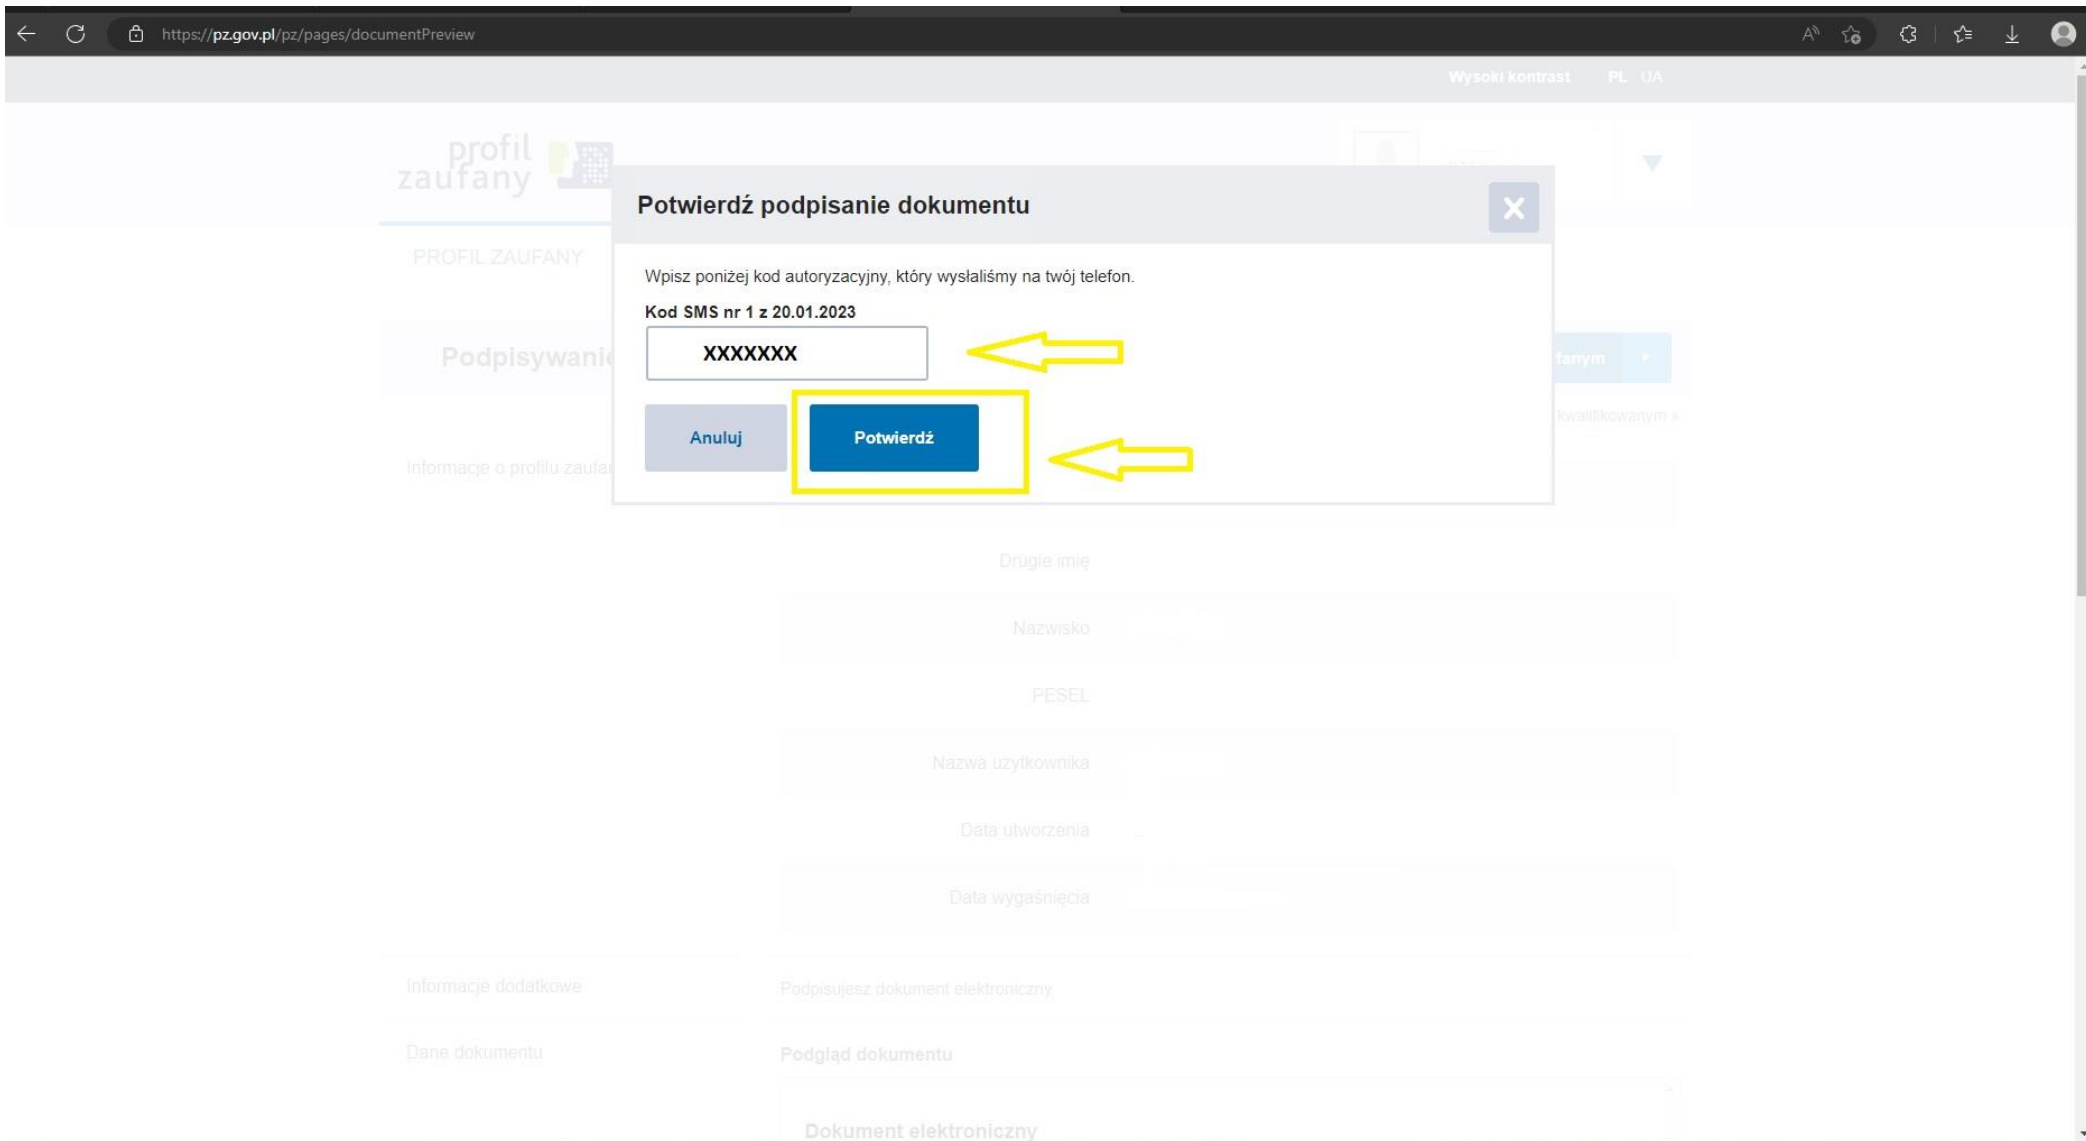 https://pz.gov.pl/pz/pages/documentPreview
Wysoki kontrast PL UA
profil
zaufany
Potwierdź podpisanie dokumentu
PROFIL ZAUFANY
Wpisz poniżej kod autoryzacyjny, który wysłaliśmy na twój telefon.
Kod SMS nr 1 z 20.01.2023
XXXXXXX
Podpisywanie
fanym
kwalifikowanym »
Anuluj Potwierdź
Informacje o profilu zaufa
Drugie imię
Nazwisko
PESEL
Nazwa użytkownika
Data utworzenia
Data wygaśnięcia
Informacje dodatkowe Podpisujesz dokument elektroniczny
Dane dokumentu Podgląd dokumentu
Dokument elektroniczny